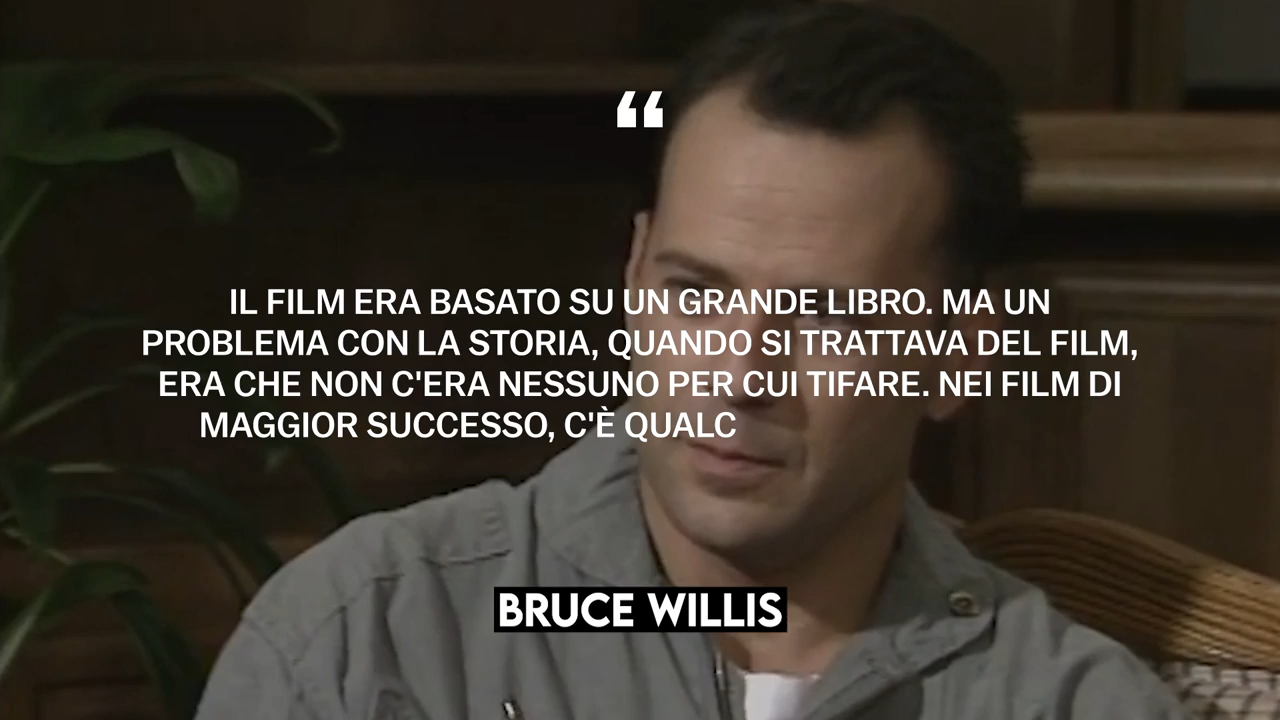 “
IL FILM ERA BASATO SU UN GRANDE LIBRO. MA UN
PROBLEMA CON LA STORIA, QUANDO SI TRATTAVA DEL FILM,
ERA CHE NON C'ERA NESSUNO PER CUI TIFARE. NEI FILM DI
MAGGIOR SUCCESSO, C'È QUALC
BRUCE WILLIS